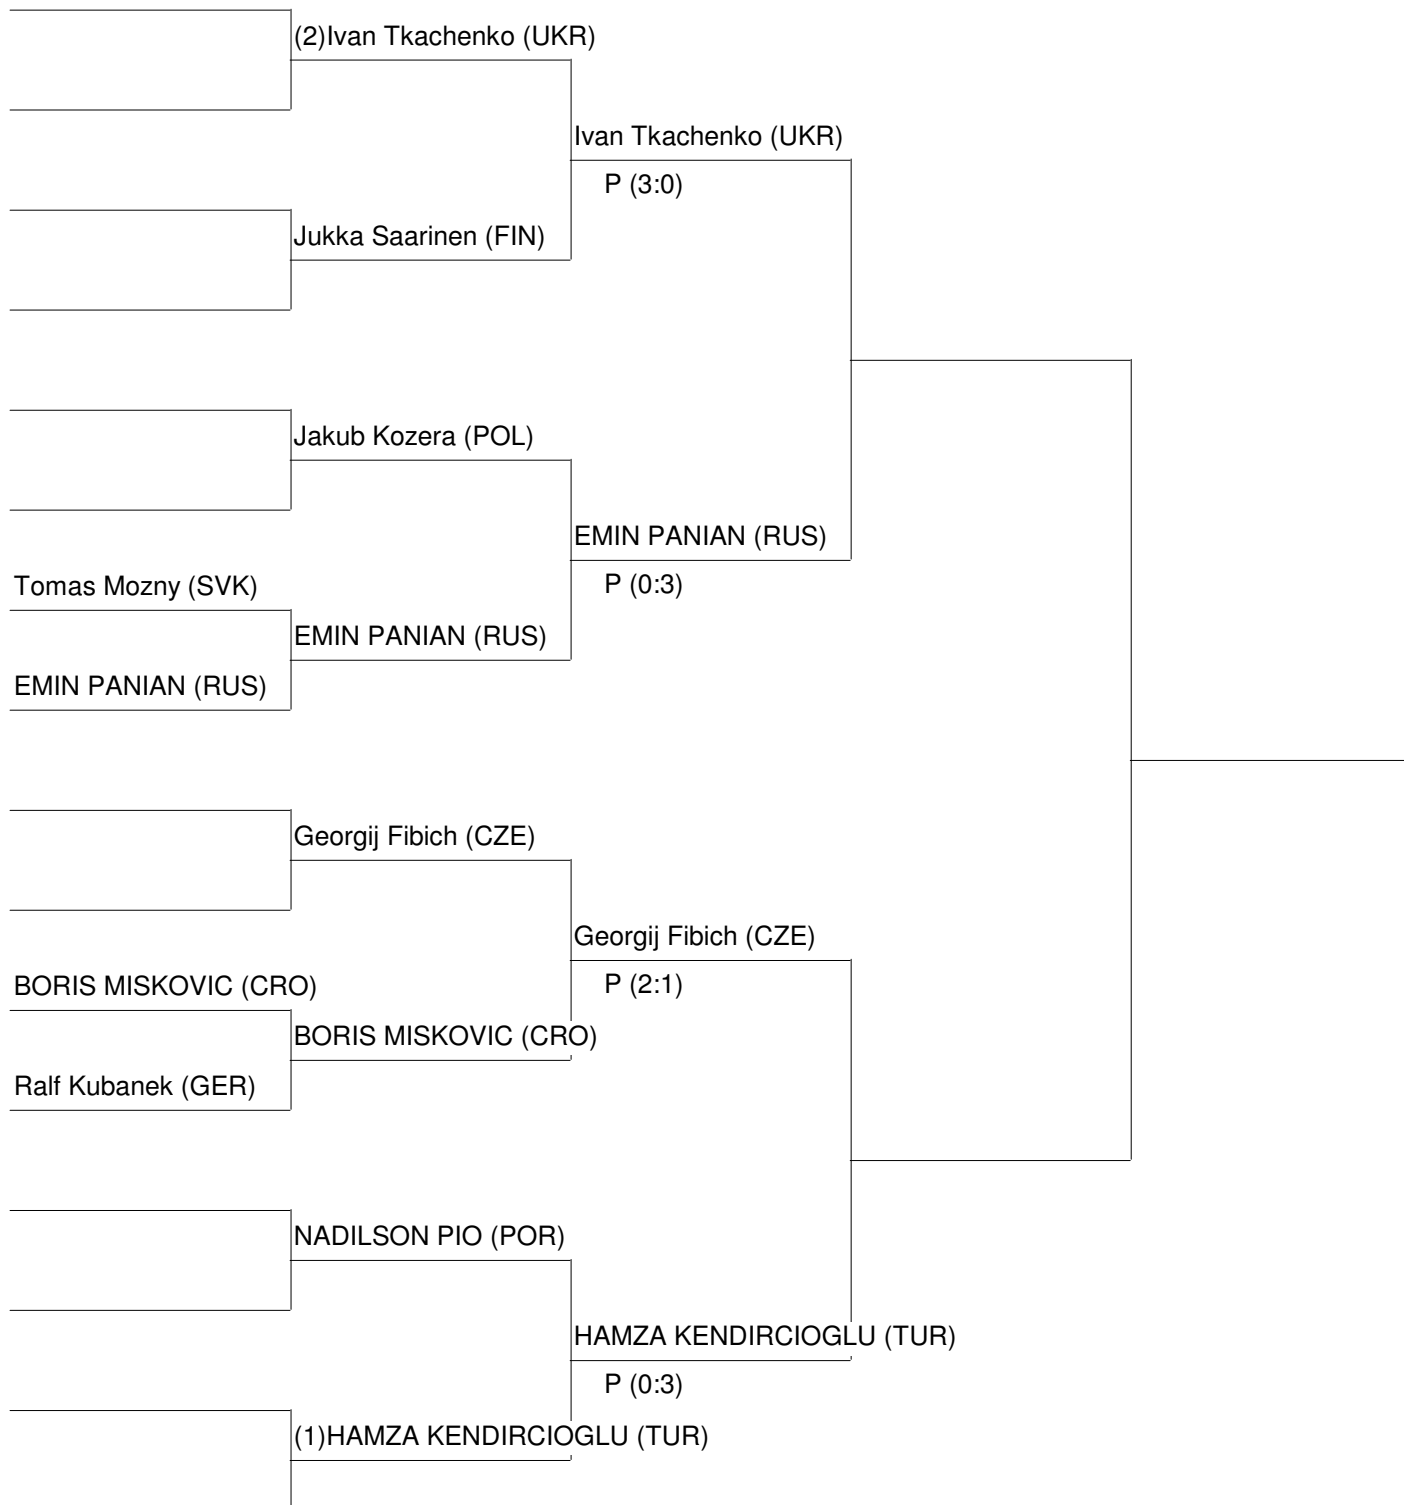 (2)Ivan Tkachenko (UKR)
Ivan Tkachenko (UKR)
P (3:0)
Jukka Saarinen (FIN)
Jakub Kozera (POL)
EMIN PANIAN (RUS)
P (0:3)
Tomas Mozny (SVK)
EMIN PANIAN (RUS)
EMIN PANIAN (RUS)
Georgij Fibich (CZE)
Georgij Fibich (CZE)
P (2:1)
BORIS MISKOVIC (CRO)
BORIS MISKOVIC (CRO)
Ralf Kubanek (GER)
NADILSON PIO (POR)
HAMZA KENDIRCIOGLU (TUR)
P (0:3)
(1)HAMZA KENDIRCIOGLU (TUR)